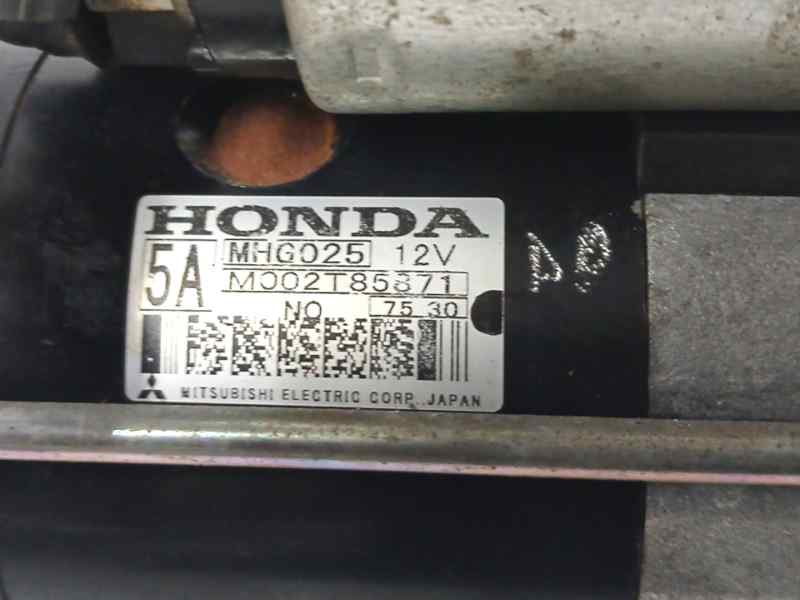 HONDA
5A
MHG025 12V
M002T85871
NO 75 30
MITSUBISHI ELECTRIC CORP., JAPAN